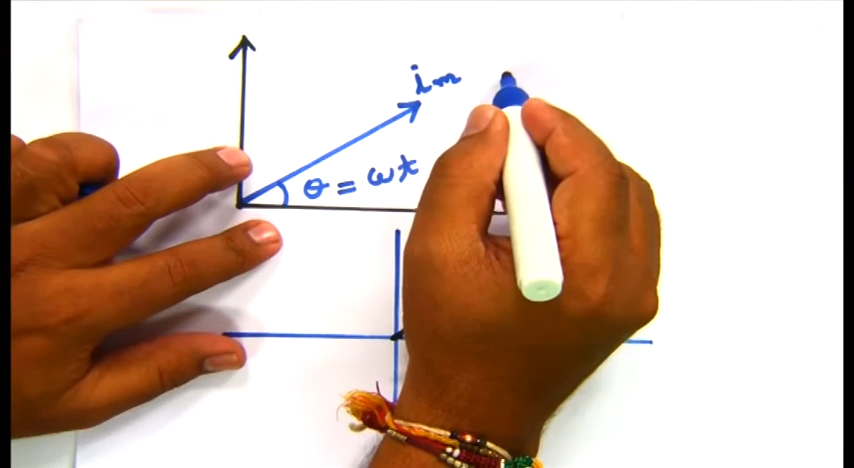 im
θ = ωt